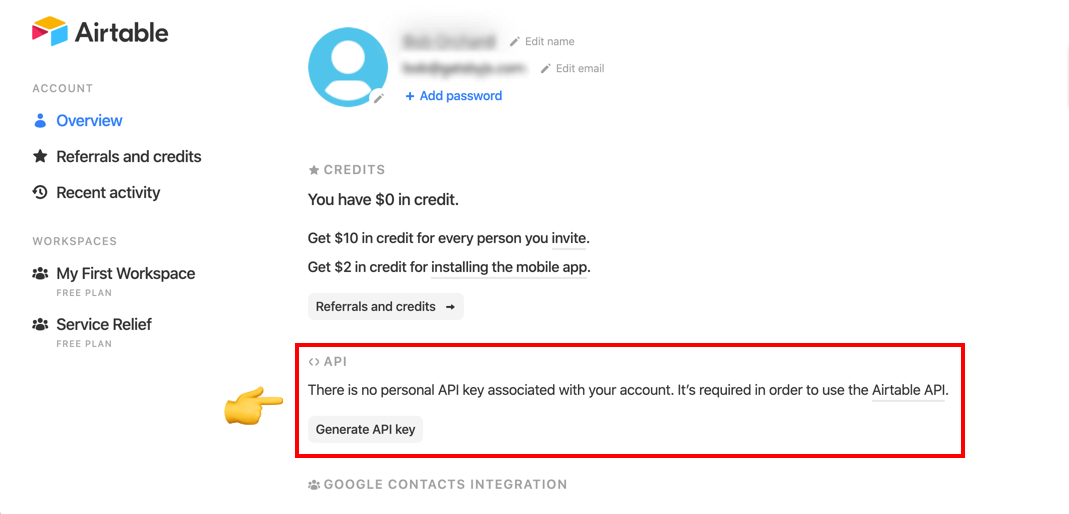 Airtable
ACCOUNT
Overview
Referrals and credits
Recent activity
WORKSPACES
My First Workspace
FREE PLAN
Service Relief
FREE PLAN
Edit name
Edit email
+ Add password
CREDITS
You have $0 in credit.
Get $10 in credit for every person you invite.
Get $2 in credit for installing the mobile app.
Referrals and credits →
<> API
There is no personal API key associated with your account. It’s required in order to use the Airtable API.
Generate API key
GOOGLE CONTACTS INTEGRATION